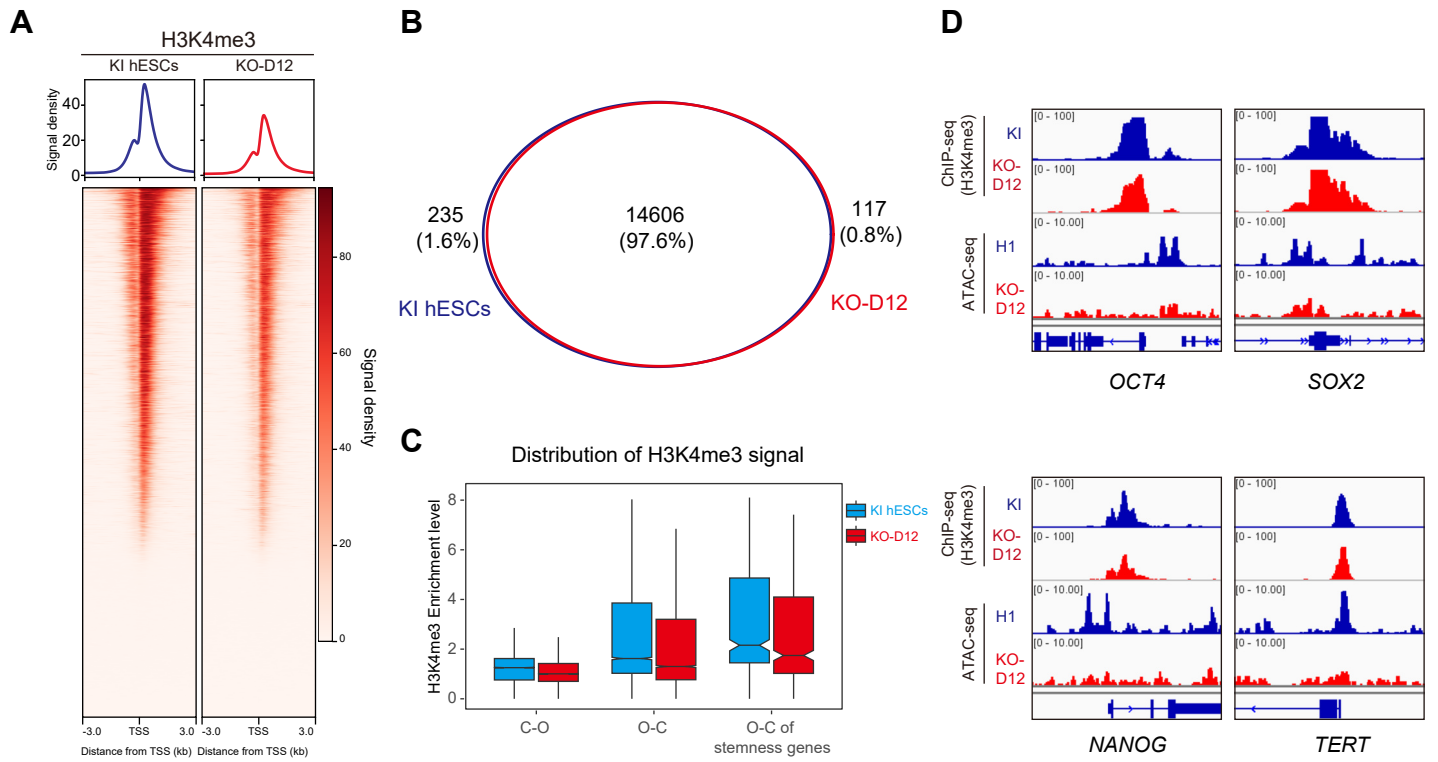 A
H3K4me3
KI hESCs
KO-D12
Signal density
40
20
0
80
60
40
20
0
Signal density
-3.0
TSS
3.0
-3.0
TSS
3.0
Distance from TSS (kb)
Distance from TSS (kb)
B
235
(1.6%)
14606
(97.6%)
117
(0.8%)
KI hESCs
KO-D12
C
Distribution of H3K4me3 signal
H3K4me3 Enrichment level
8
6
4
2
0
C-O
O-C
O-C of
stemness genes
KI hESCs
KO-D12
D
ChIP-seq
(H3K4me3)
KI
KO-
D12
ATAC-seq
H1
KO-
D12
[0 - 100]
[0 - 100]
[0 - 10.00]
[0 - 10.00]
OCT4
[0 - 100]
[0 - 100]
[0 - 10.00]
[0 - 10.00]
SOX2
ChIP-seq
(H3K4me3)
KI
KO-
D12
ATAC-seq
H1
KO-
D12
[0 - 100]
[0 - 100]
[0 - 10.00]
[0 - 10.00]
NANOG
[0 - 100]
[0 - 100]
[0 - 10.00]
[0 - 10.00]
TERT